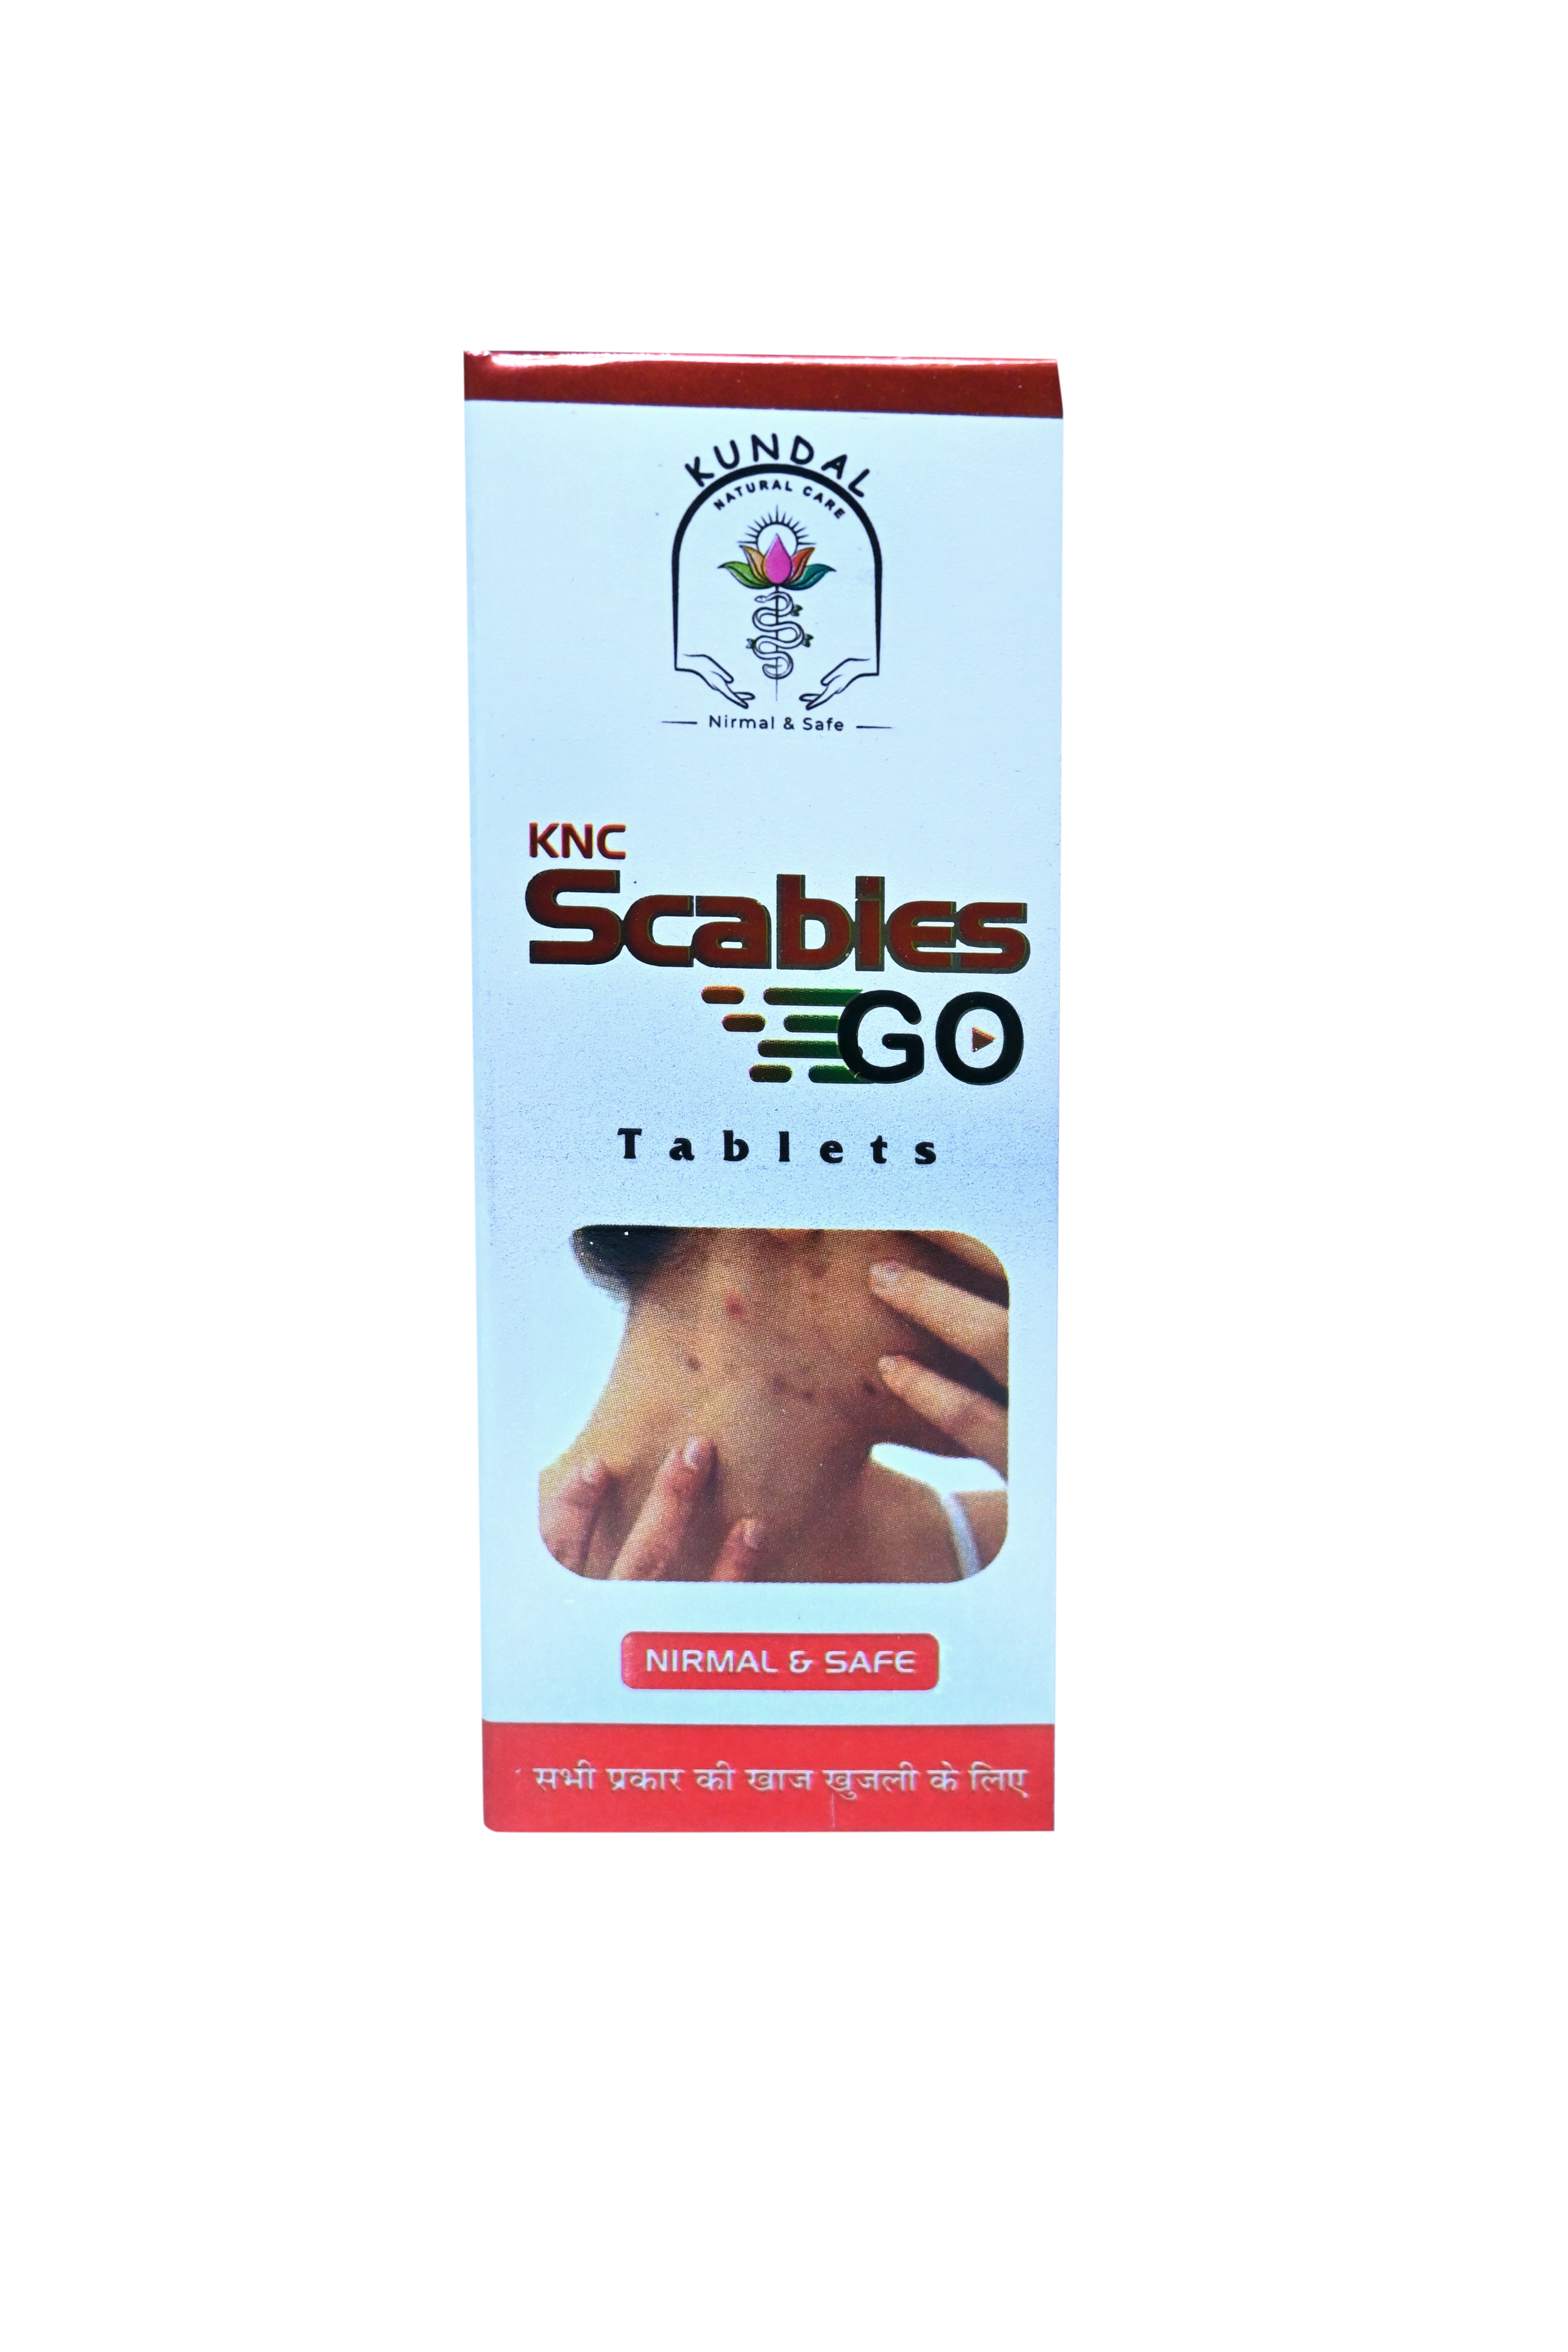 KUNDAL
NATURAL CARE
Nirmal & Safe
KNC
Scabies
GO
Tablets
NIRMAL & SAFE
सभी प्रकार की खाज खुजली के लिए